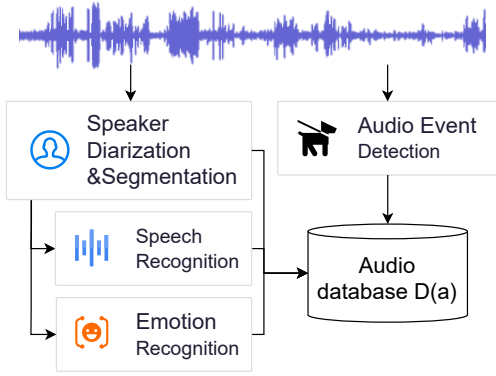 Speaker
Diarization
&Segmentation
Audio Event
Detection
Speech
Recognition
Audio
database D(a)
Emotion
Recognition